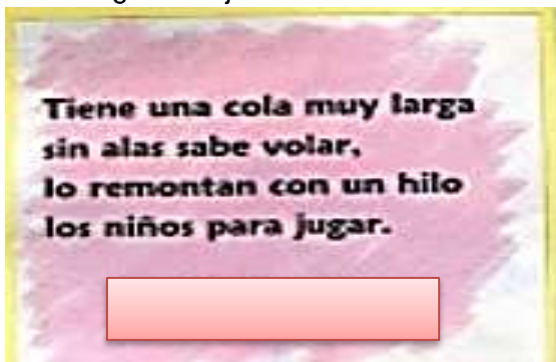 Tiene una cola muy larga
sin alas sabe volar,
lo remontan con un hilo
los niños para jugar.